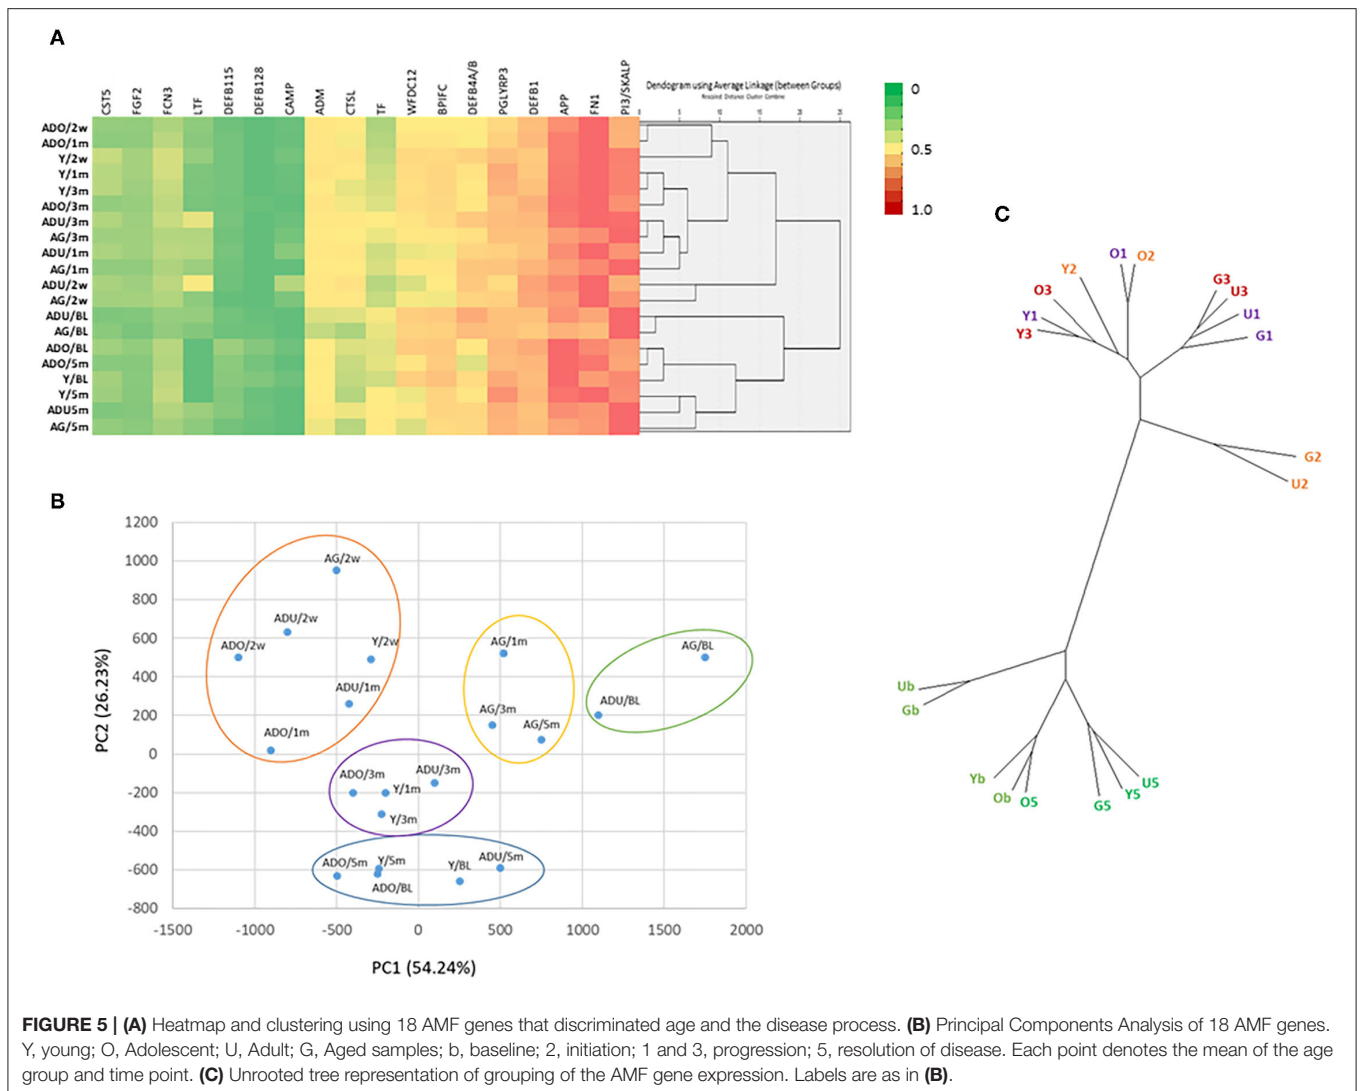 A
CST5
FGF2
FCN3
LTF
DEFB115
DEFB128
CAMP
ADM
CTSL
TF
WFDC12
BPIFC
DEFB4A/B
PGLYRP3
DEFB1
APP
FN1
PI3/SKALP
Dendogram using Average Linkage (between Groups)
Rescaled Distance Cluster Combine
0
0.5
1.0
ADO/2w
ADO/1m
Y/2w
Y/1m
Y/3m
ADO/3m
ADU/3m
AG/3m
ADU/1m
AG/1m
ADU/2w
AG/2w
ADU/BL
AG/BL
ADO/BL
ADO/5m
Y/BL
Y/5m
ADU5m
AG/5m
B
1200
1000
800
600
400
200
0
-200
-400
-600
-800
PC2 (26.23%)
-1500 -1000 -500 0 500 1000 1500 2000
PC1 (54.24%)
AG/2w
ADU/2w
ADO/2w
Y/2w
ADU/1m
ADO/1m
AG/1m
AG/3m
AG/5m
AG/BL
ADU/BL
ADO/3m
ADU/3m
Y/1m
Y/3m
ADO/5m
Y/5m
ADO/BL
Y/BL
ADU/5m
C
O1
O2
Y2
O3
Y1
Y3
G3
U3
U1
G1
G2
U2
Ub
Gb
Yb
Ob
O5
G5
Y5
U5
FIGURE 5 | (A) Heatmap and clustering using 18 AMF genes that discriminated age and the disease process. (B) Principal Components Analysis of 18 AMF genes.
Y, young; O, Adolescent; U, Adult; G, Aged samples; b, baseline; 2, initiation; 1 and 3, progression; 5, resolution of disease. Each point denotes the mean of the age
group and time point. (C) Unrooted tree representation of grouping of the AMF gene expression. Labels are as in (B).